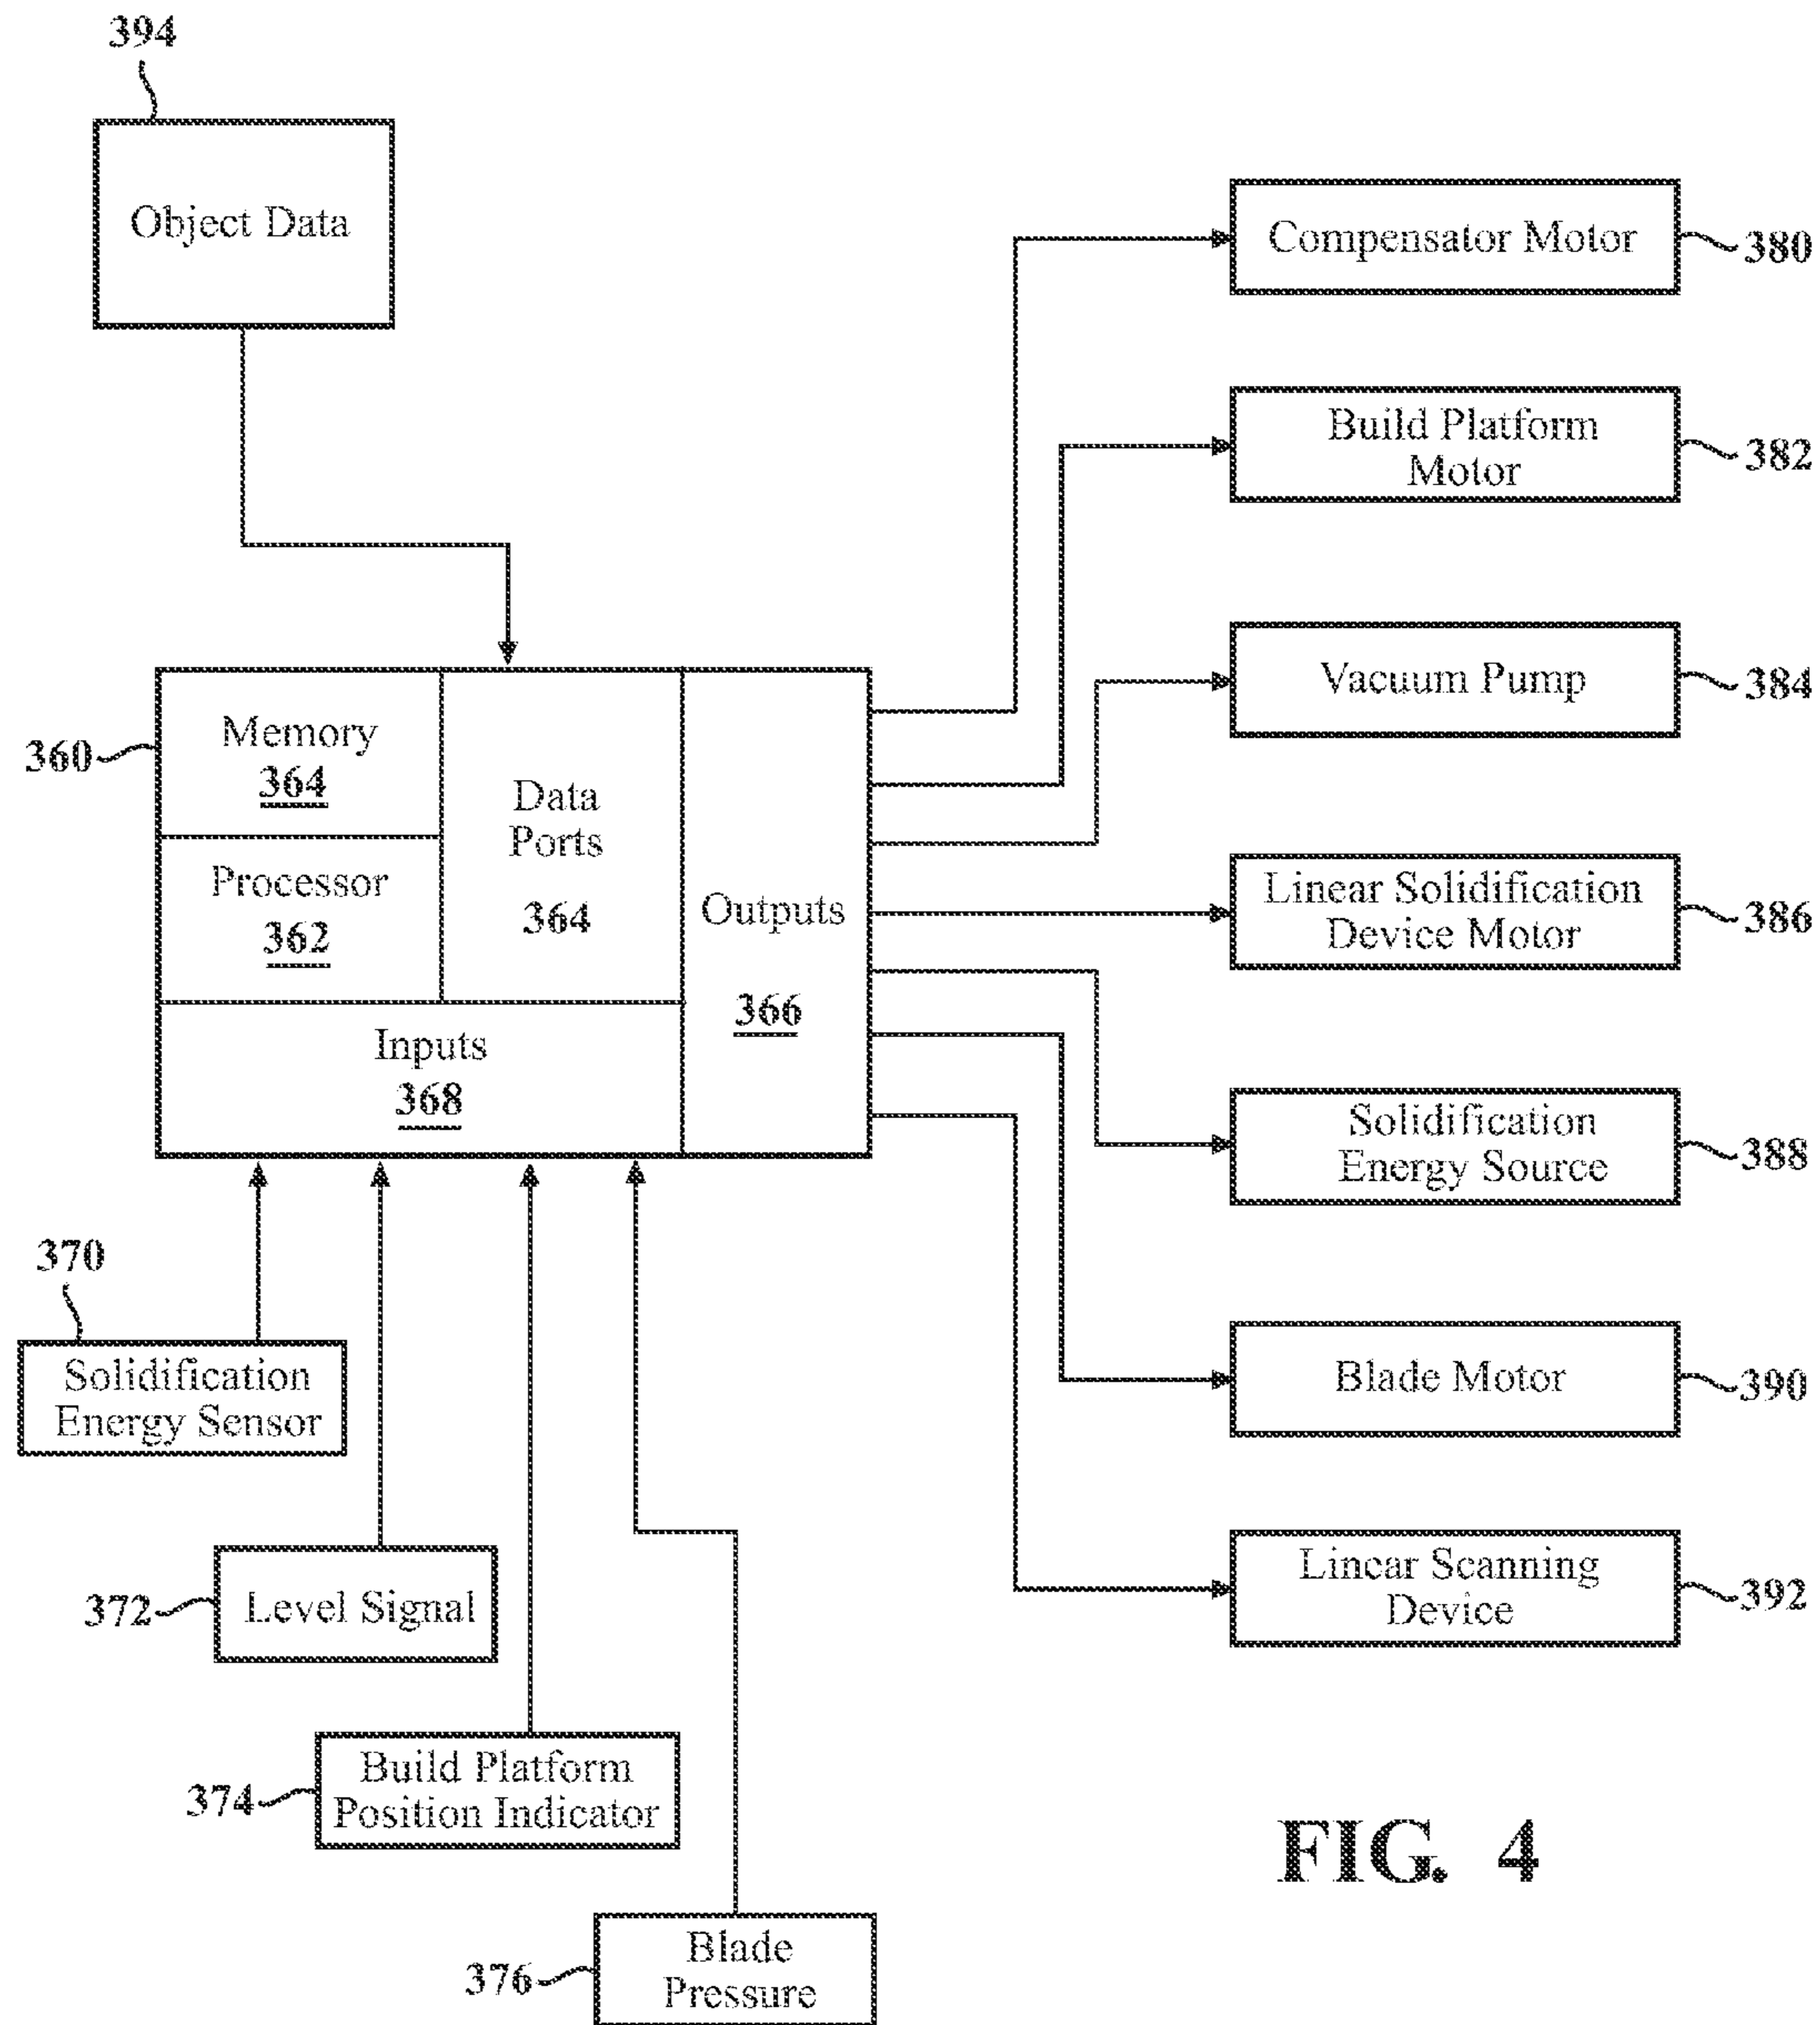 394
Object Data
Compensator Motor
380
Build Platform
Motor
382
Vacuum Pump
384
360
Memory
364
Data
Ports
364
Processor
362
Outputs
366
Inputs
368
Linear Solidification
Device Motor
386
Solidification
Energy Source
388
370
Solidification
Energy Sensor
Blade Motor
390
372
Level Signal
Linear Scanning
Device
392
374
Build Platform
Position Indicator
376
Blade
Pressure
FIG. 4